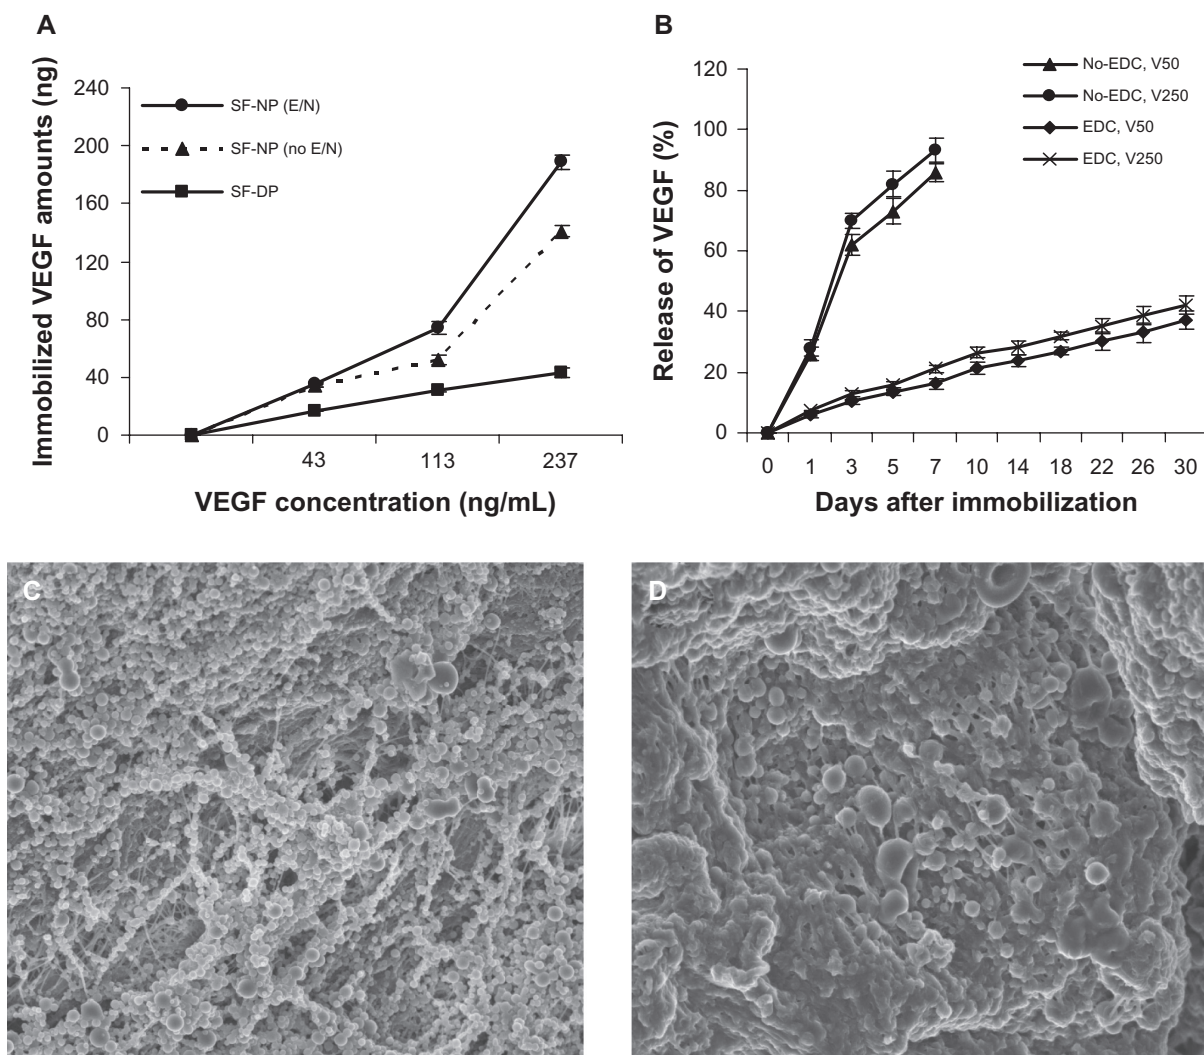 A
Immobilized VEGF amounts (ng)
240
200
160
120
80
40
0
SF-NP (E/N)
SF-NP (no E/N)
SF-DP
43 113 237
VEGF concentration (ng/mL)
B
Release of VEGF (%)
120
100
80
60
40
20
0
No-EDC, V50
No-EDC, V250
EDC, V50
EDC, V250
0 1 3 5 7 10 14 18 22 26 30
Days after immobilization
C
D